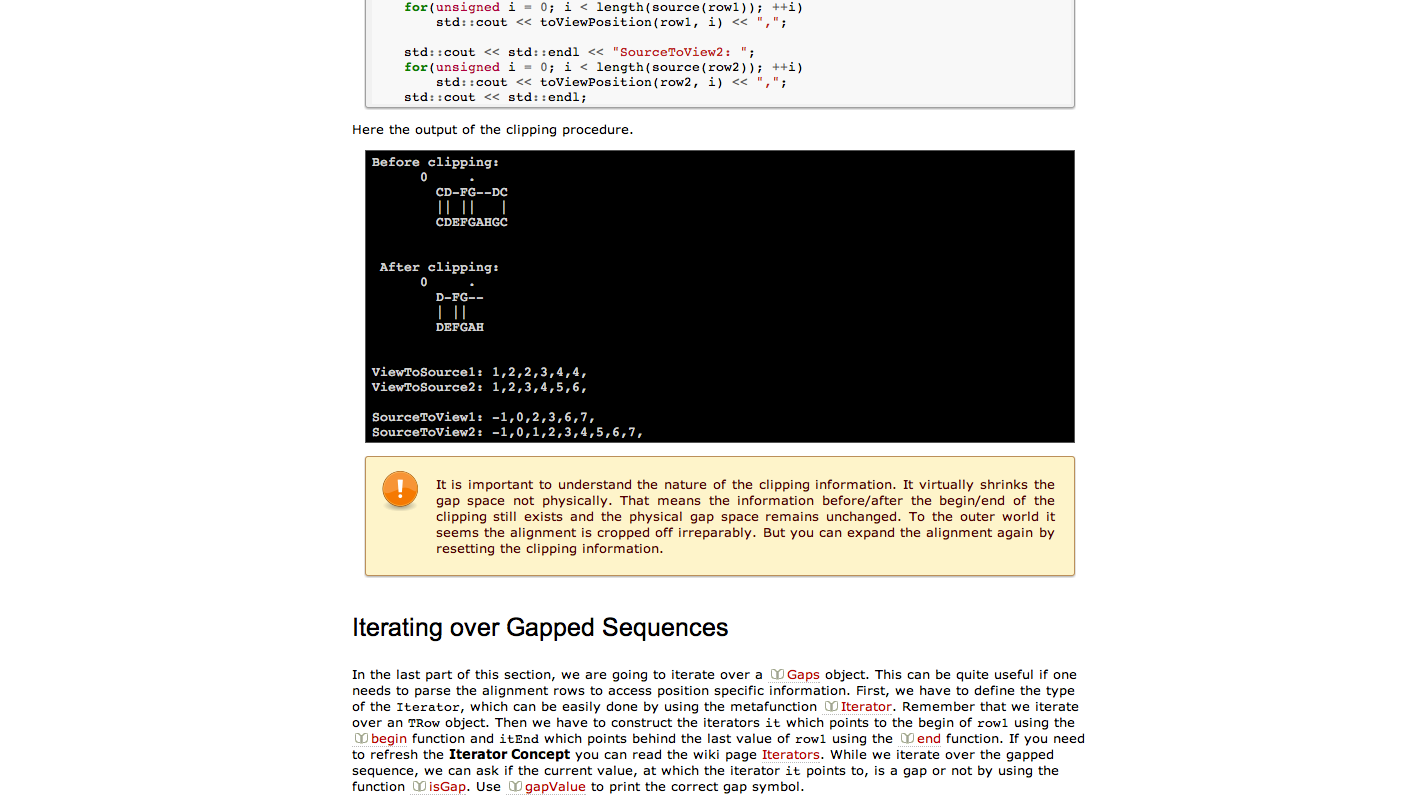 for(unsigned i = 0; i < length(source(row1)); ++i)
std::cout << toViewPosition(row1, i) << ",";
std::cout << std::endl << "SourceToView2: ";
for(unsigned i = 0; i < length(source(row2)); ++i)
std::cout << toViewPosition(row2, i) << ",";
std::cout << std::endl;
Here the output of the clipping procedure.
Before clipping:
0     .
CD-FG--DC
|| ||   |
CDEFGAHGC
After clipping:
0     .
D-FG--
| ||
DEFGAH
ViewToSource1: 1,2,2,3,4,4,
ViewToSource2: 1,2,3,4,5,6,
SourceToView1: -1,0,2,3,6,7,
SourceToView2: -1,0,1,2,3,4,5,6,7,
!
It is important to understand the nature of the clipping information. It virtually shrinks the
gap space not physically. That means the information before/after the begin/end of the
clipping still exists and the physical gap space remains unchanged. To the outer world it
seems the alignment is cropped off irreparably. But you can expand the alignment again by
resetting the clipping information.
Iterating over Gapped Sequences
In the last part of this section, we are going to iterate over a Gaps object. This can be quite useful if one
needs to parse the alignment rows to access position specific information. First, we have to define the type
of the Iterator, which can be easily done by using the metafunction Iterator. Remember that we iterate
over an TRow object. Then we have to construct the iterators it which points to the begin of row1 using the
begin function and itEnd which points behind the last value of row1 using the end function. If you need
to refresh the Iterator Concept you can read the wiki page Iterators. While we iterate over the gapped
sequence, we can ask if the current value, at which the iterator it points to, is a gap or not by using the
function isGap. Use gapValue to print the correct gap symbol.